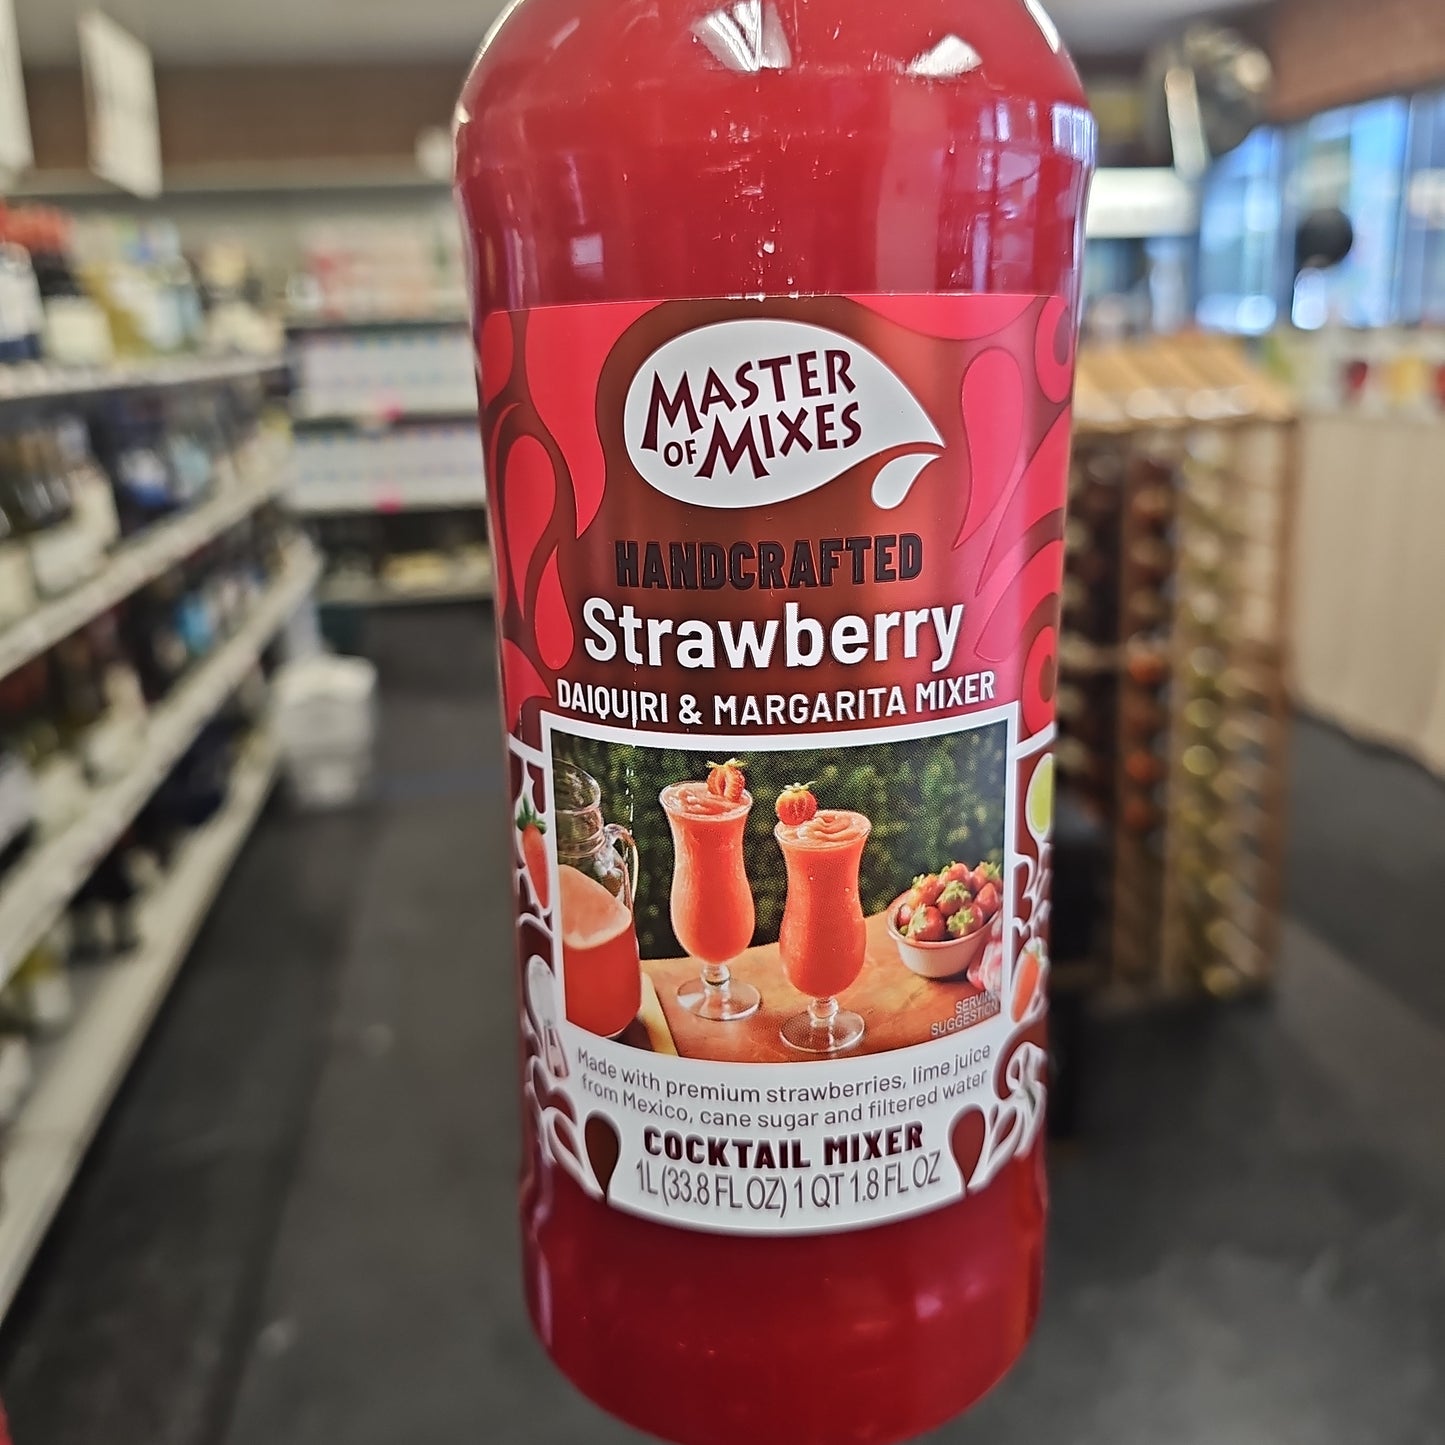 MASTER
OF MIXES
HANDCRAFTED
Strawberry
DAIQUIRI & MARGARITA MIXER
SERVING
SUGGESTION
Made with premium strawberries, lime juice
from Mexico, cane sugar and filtered water
COCKTAIL MIXER
1L (33.8 FL OZ) 1 QT 1.8 FL OZ